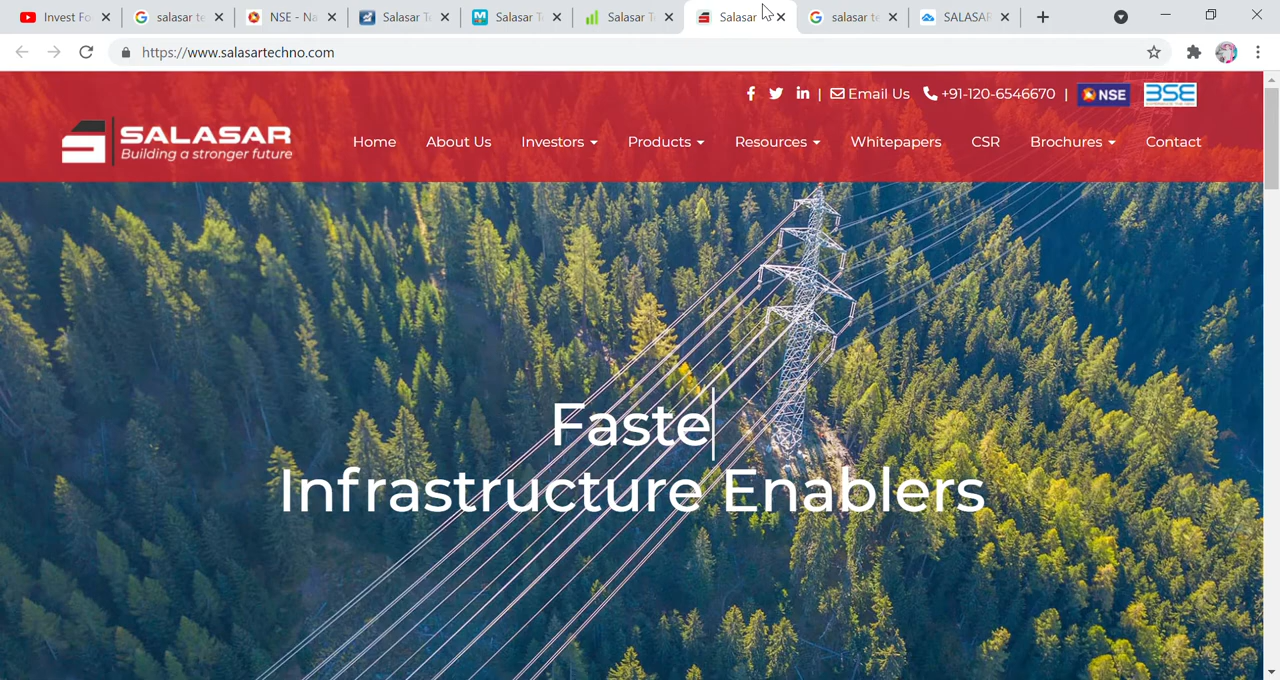 Invest Fo
salasar te
NSE - Na
Salasar Te
Salasar T
Salasar T
Salasar
salasar te
SALASAR
https://www.salasartechno.com
| Email Us +91-120-6546670 | NSE BSE
SALASAR
Building a stronger future
Home About Us Investors Products Resources Whitepapers CSR Brochures Contact
Faste
Infrastructure Enablers